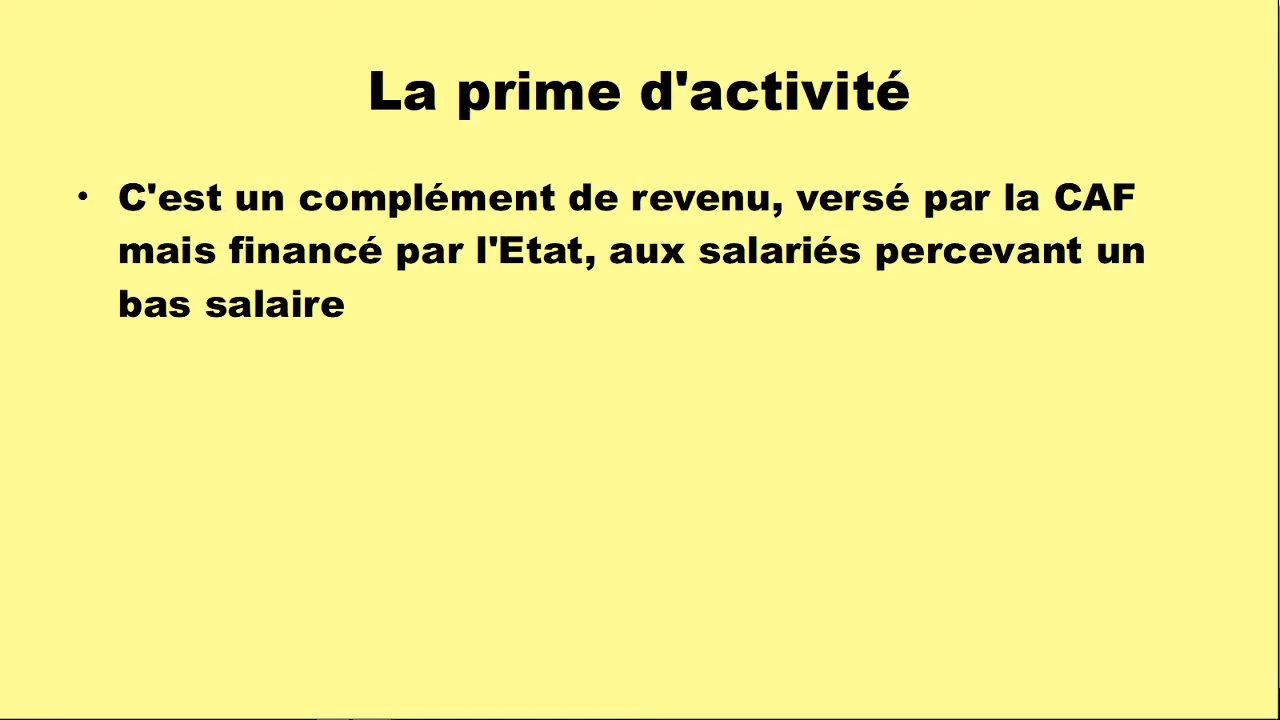 La prime d'activité
• C'est un complément de revenu, versé par la CAF
mais financé par l'Etat, aux salariés percevant un
bas salaire